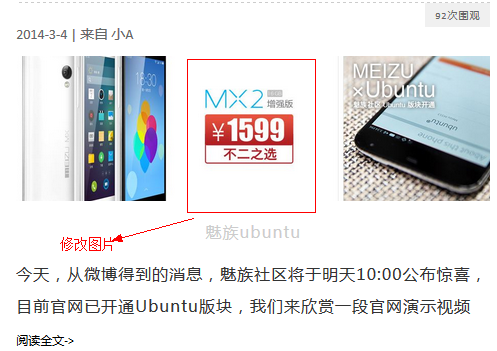 92次围观
2014-3-4 | 来自 小A
MX2 增强版
¥1599
不二之选
MEIZU
×Ubuntu
魅族社区 Ubuntu 版块开通
ubuntu
魅族ubuntu
修改图片
今天，从微博得到的消息，魅族社区将于明天10:00公布惊喜，
目前官网已开通Ubuntu版块，我们来欣赏一段官网演示视频
阅读全文->